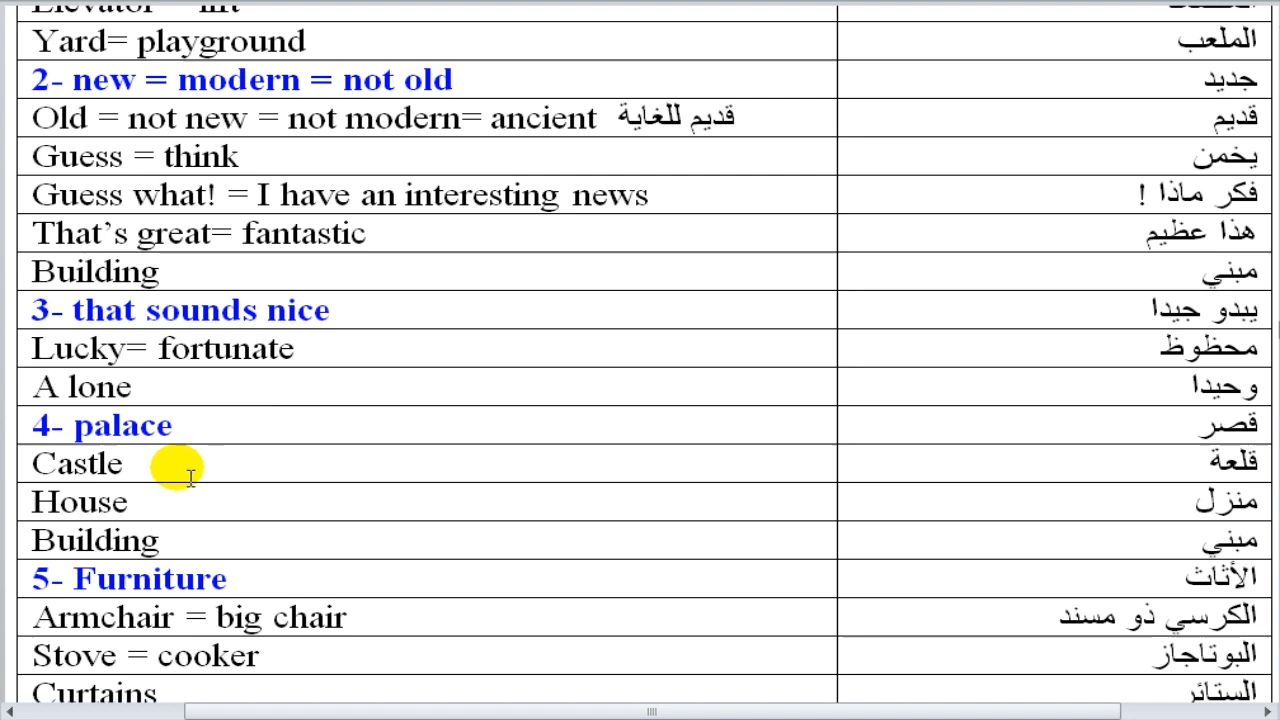 Elevator = lift
Yard= playground الملعب
2- new = modern = not old جديد
Old = not new = not modern= ancient قديم للغاية قديم
Guess = think يخمن
Guess what! = I have an interesting news فكر ماذا !
That’s great= fantastic هذا عظيم
Building مبني
3- that sounds nice يبدو جيدا
Lucky= fortunate محظوظ
A lone وحيدا
4- palace قصر
Castle قلعة
House منزل
Building مبني
5- Furniture الأثاث
Armchair = big chair الكرسي ذو مسند
Stove = cooker البوتاجاز
Curtains الستائر